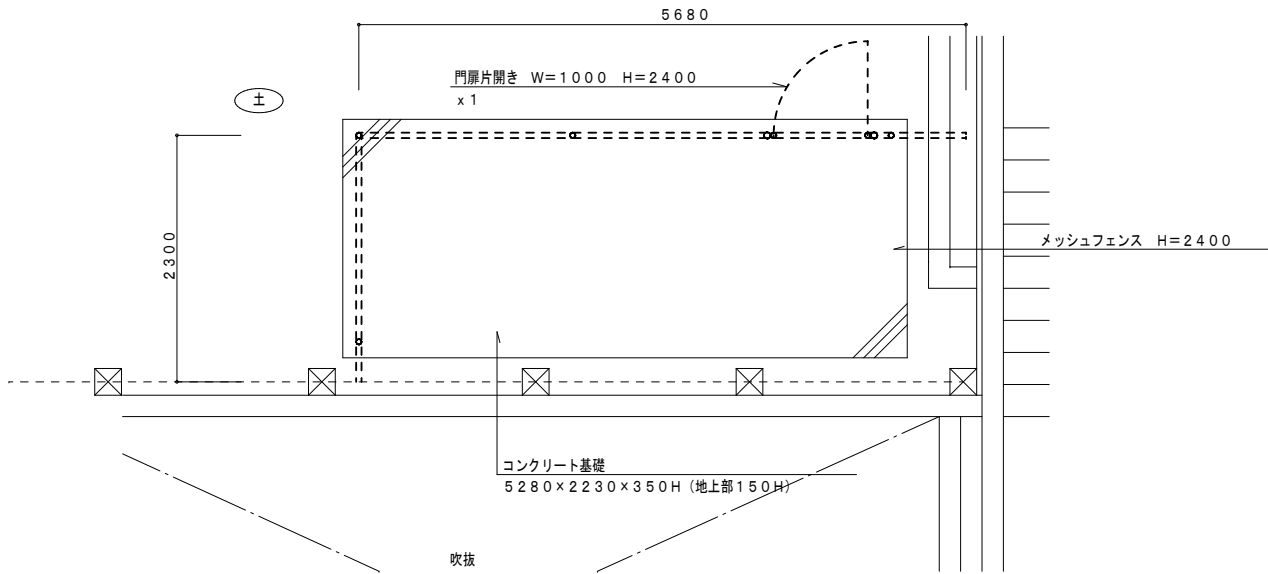 ５６８０
門扉片開き　Ｗ＝１０００　Ｈ＝２４００
ｘ１
土
２３００
メッシュフェンス　Ｈ＝２４００
コンクリート基礎
５２８０×２２３０×３５０Ｈ（地上部１５０Ｈ）
吹抜